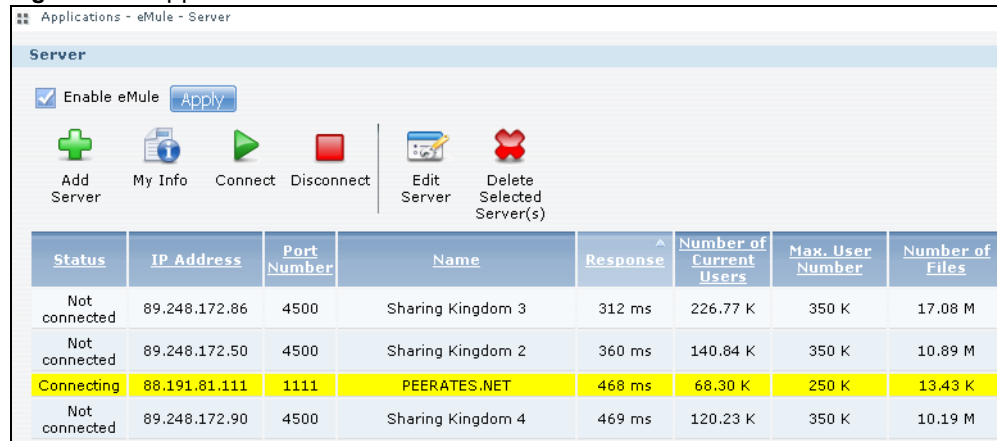 Applications - eMule - Server
Server
Enable eMule Apply
Add Server
My Info
Connect
Disconnect
Edit Server
Delete Selected Server(s)
Status IP Address Port Number Name Response Number of Current Users Max. User Number Number of Files
Not connected 89.248.172.86 4500 Sharing Kingdom 3 312 ms 226.77 K 350 K 17.08 M
Not connected 89.248.172.50 4500 Sharing Kingdom 2 360 ms 140.84 K 350 K 10.89 M
Connecting 88.191.81.111 1111 PEERATES.NET 468 ms 68.30 K 250 K 13.43 K
Not connected 89.248.172.90 4500 Sharing Kingdom 4 469 ms 120.23 K 350 K 10.19 M